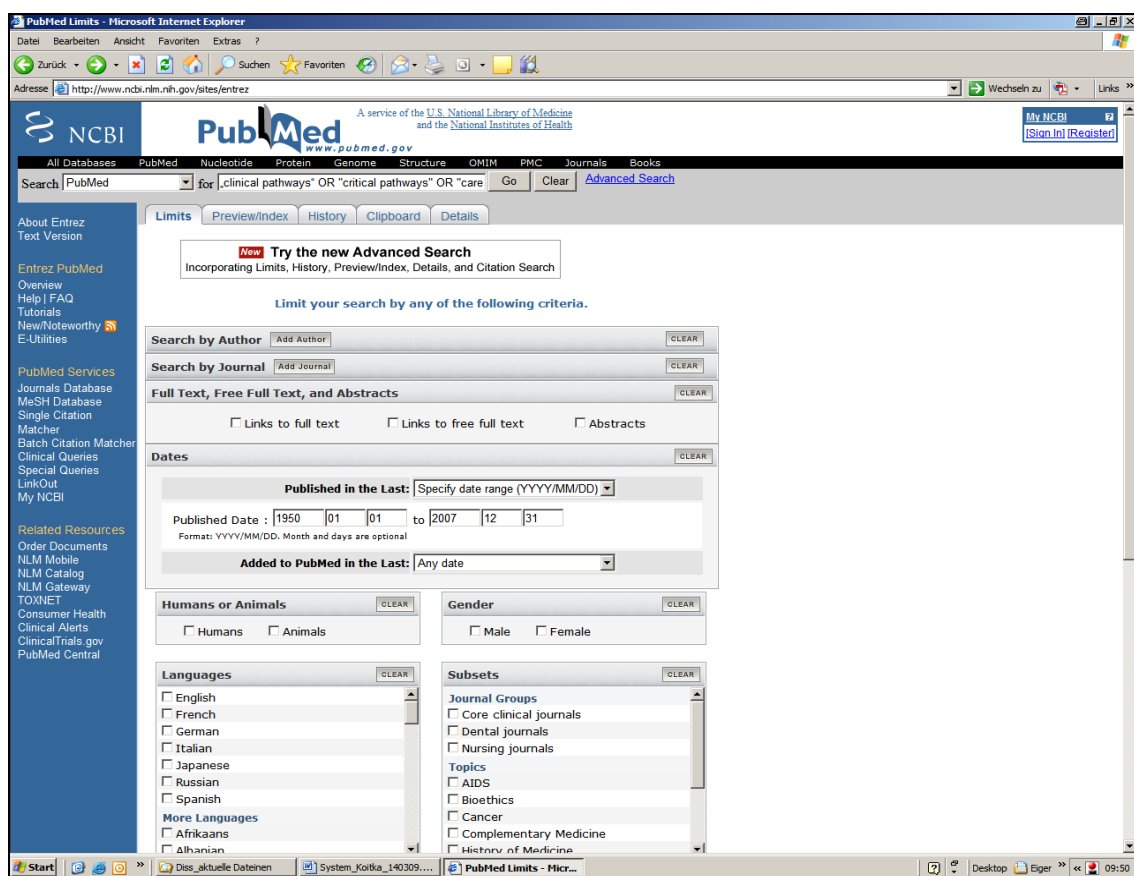 PubMed Limits - Microsoft Internet Explorer
Datei Bearbeiten Ansicht Favoriten Extras ?
Zurück Suchen Favoriten
Adresse http://www.ncbi.nlm.nih.gov/sites/entrez Wechseln zu Links »
NCBI
PubMed
www.pubmed.gov
A service of the U.S. National Library of Medicine
and the National Institutes of Health
My NCBI ?
[Sign In] [Register]
All Databases PubMed Nucleotide Protein Genome Structure OMIM PMC Journals Books
Search PubMed for „clinical pathways" OR "critical pathways" OR "care Go Clear Advanced Search
About Entrez
Text Version
Entrez PubMed
Overview
Help | FAQ
Tutorials
New/Noteworthy
E-Utilities
PubMed Services
Journals Database
MeSH Database
Single Citation
Matcher
Batch Citation Matcher
Clinical Queries
Special Queries
LinkOut
My NCBI
Related Resources
Order Documents
NLM Mobile
NLM Catalog
NLM Gateway
TOXNET
Consumer Health
Clinical Alerts
ClinicalTrials.gov
PubMed Central
Limits Preview/Index History Clipboard Details
New Try the new Advanced Search
Incorporating Limits, History, Preview/Index, Details, and Citation Search
Limit your search by any of the following criteria.
Search by Author Add Author CLEAR
Search by Journal Add Journal CLEAR
Full Text, Free Full Text, and Abstracts CLEAR
Links to full text Links to free full text Abstracts
Dates CLEAR
Published in the Last: Specify date range (YYYY/MM/DD)
Published Date : 1950 01 01 to 2007 12 31
Format: YYYY/MM/DD. Month and days are optional
Added to PubMed in the Last: Any date
Humans or Animals CLEAR
Humans Animals
Gender CLEAR
Male Female
Languages CLEAR
English
French
German
Italian
Japanese
Russian
Spanish
More Languages
Afrikaans
Albanian
Subsets CLEAR
Journal Groups
Core clinical journals
Dental journals
Nursing journals
Topics
AIDS
Bioethics
Cancer
Complementary Medicine
History of Medicine
Start » Diss_aktuelle Dateinen System_Koitka_140309.... PubMed Limits - Micr... Desktop Eiger » « 09:50